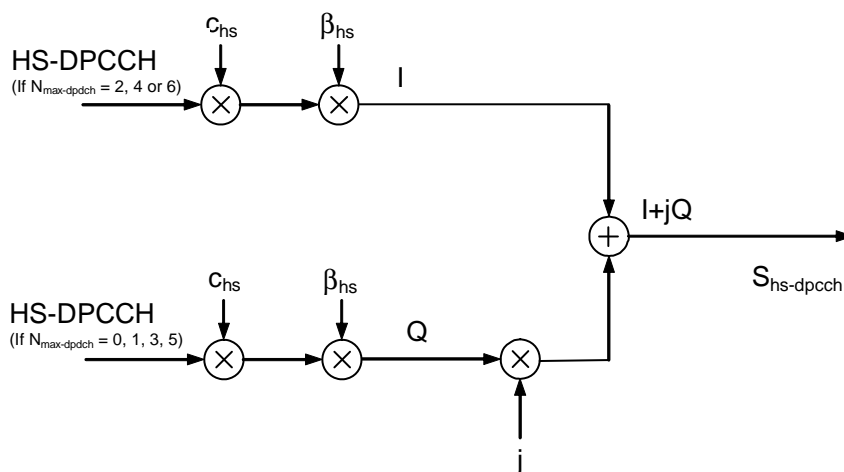 c_hs
β_hs
HS-DPCCH
(If N_max-dpdch = 2, 4 or 6)
I
I+jQ
S_hs-dpcch
c_hs
β_hs
HS-DPCCH
(If N_max-dpdch = 0, 1, 3, 5)
Q
j